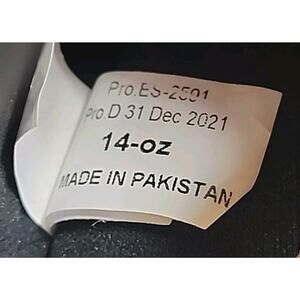 Pro.ES-2501
Pro.D 31 Dec 2021
14-oz
MADE IN PAKISTAN